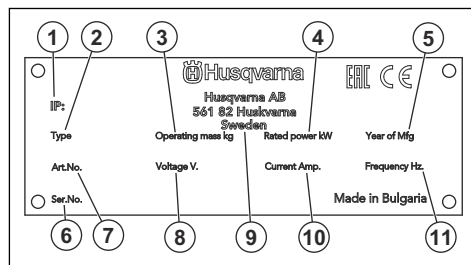 1 2 3 4 5
Husqvarna EAC CE
IP:
Husqvarna AB
561 82 Huskvarna
Sweden
Type Operating mass kg Rated power kW Year of Mfg
Art.No. Voltage V. Current Amp. Frequency Hz.
Ser.No. Made in Bulgaria
6 7 8 9 10 11